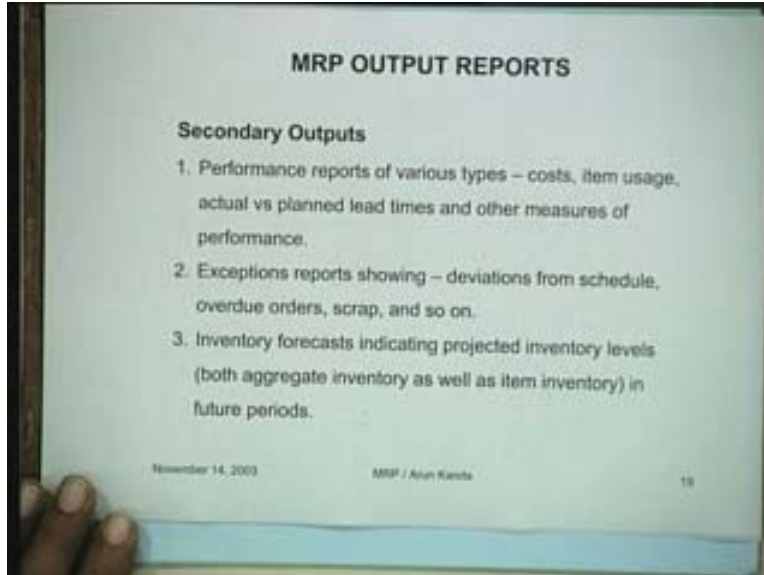 MRP OUTPUT REPORTS
Secondary Outputs
1. Performance reports of various types – costs, item usage,
actual vs planned lead times and other measures of
performance.
2. Exceptions reports showing – deviations from schedule,
overdue orders, scrap, and so on.
3. Inventory forecasts indicating projected inventory levels
(both aggregate inventory as well as item inventory) in
future periods.
November 14, 2003
MRP / Arun Kanda